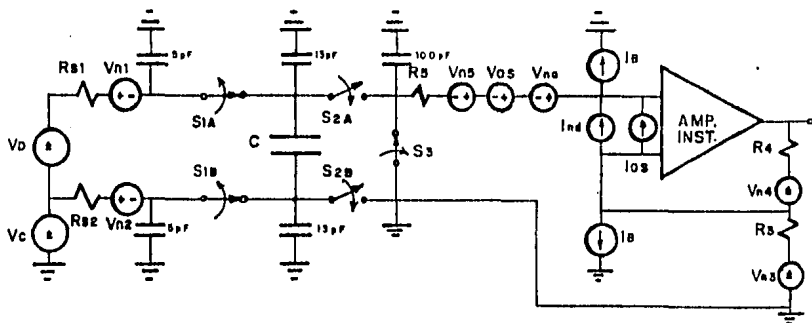 5pF
13pF
100pF
RS1
Vn1
R5
Vn5
VOS
Vna
IB
S1A
S2A
C
S3
Ind
IOS
AMP.
INST.
VD
R4
S1B
S2B
Vn4
RS2
Vn2
VC
5pF
13pF
IB
R3
Vn3